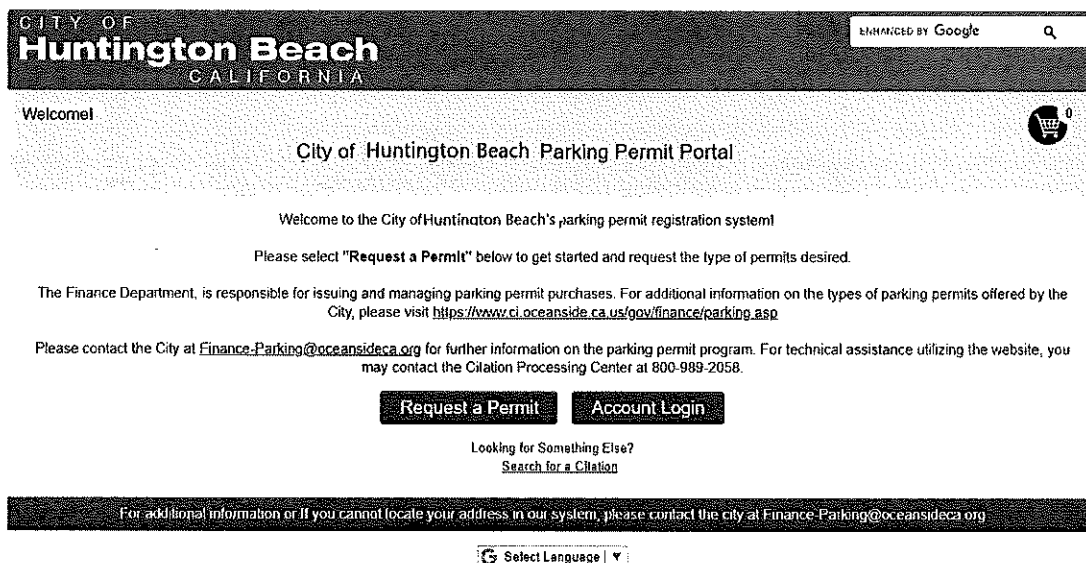 CITY OF
Huntington Beach
CALIFORNIA
ENHANCED BY Google
Welcome!
0
City of Huntington Beach Parking Permit Portal
Welcome to the City of Huntington Beach's parking permit registration system!
Please select "Request a Permit" below to get started and request the type of permits desired.
The Finance Department, is responsible for issuing and managing parking permit purchases. For additional information on the types of parking permits offered by the
City, please visit https://www.ci.oceanside.ca.us/gov/finance/parking.asp
Please contact the City at Finance-Parking@oceansideca.org for further information on the parking permit program. For technical assistance utilizing the website, you
may contact the Citation Processing Center at 800-989-2058.
Request a Permit Account Login
Looking for Something Else?
Search for a Citation
For additional information or If you cannot locate your address in our system, please contact the city at Finance-Parking@oceansideca.org
G Select Language | ▼